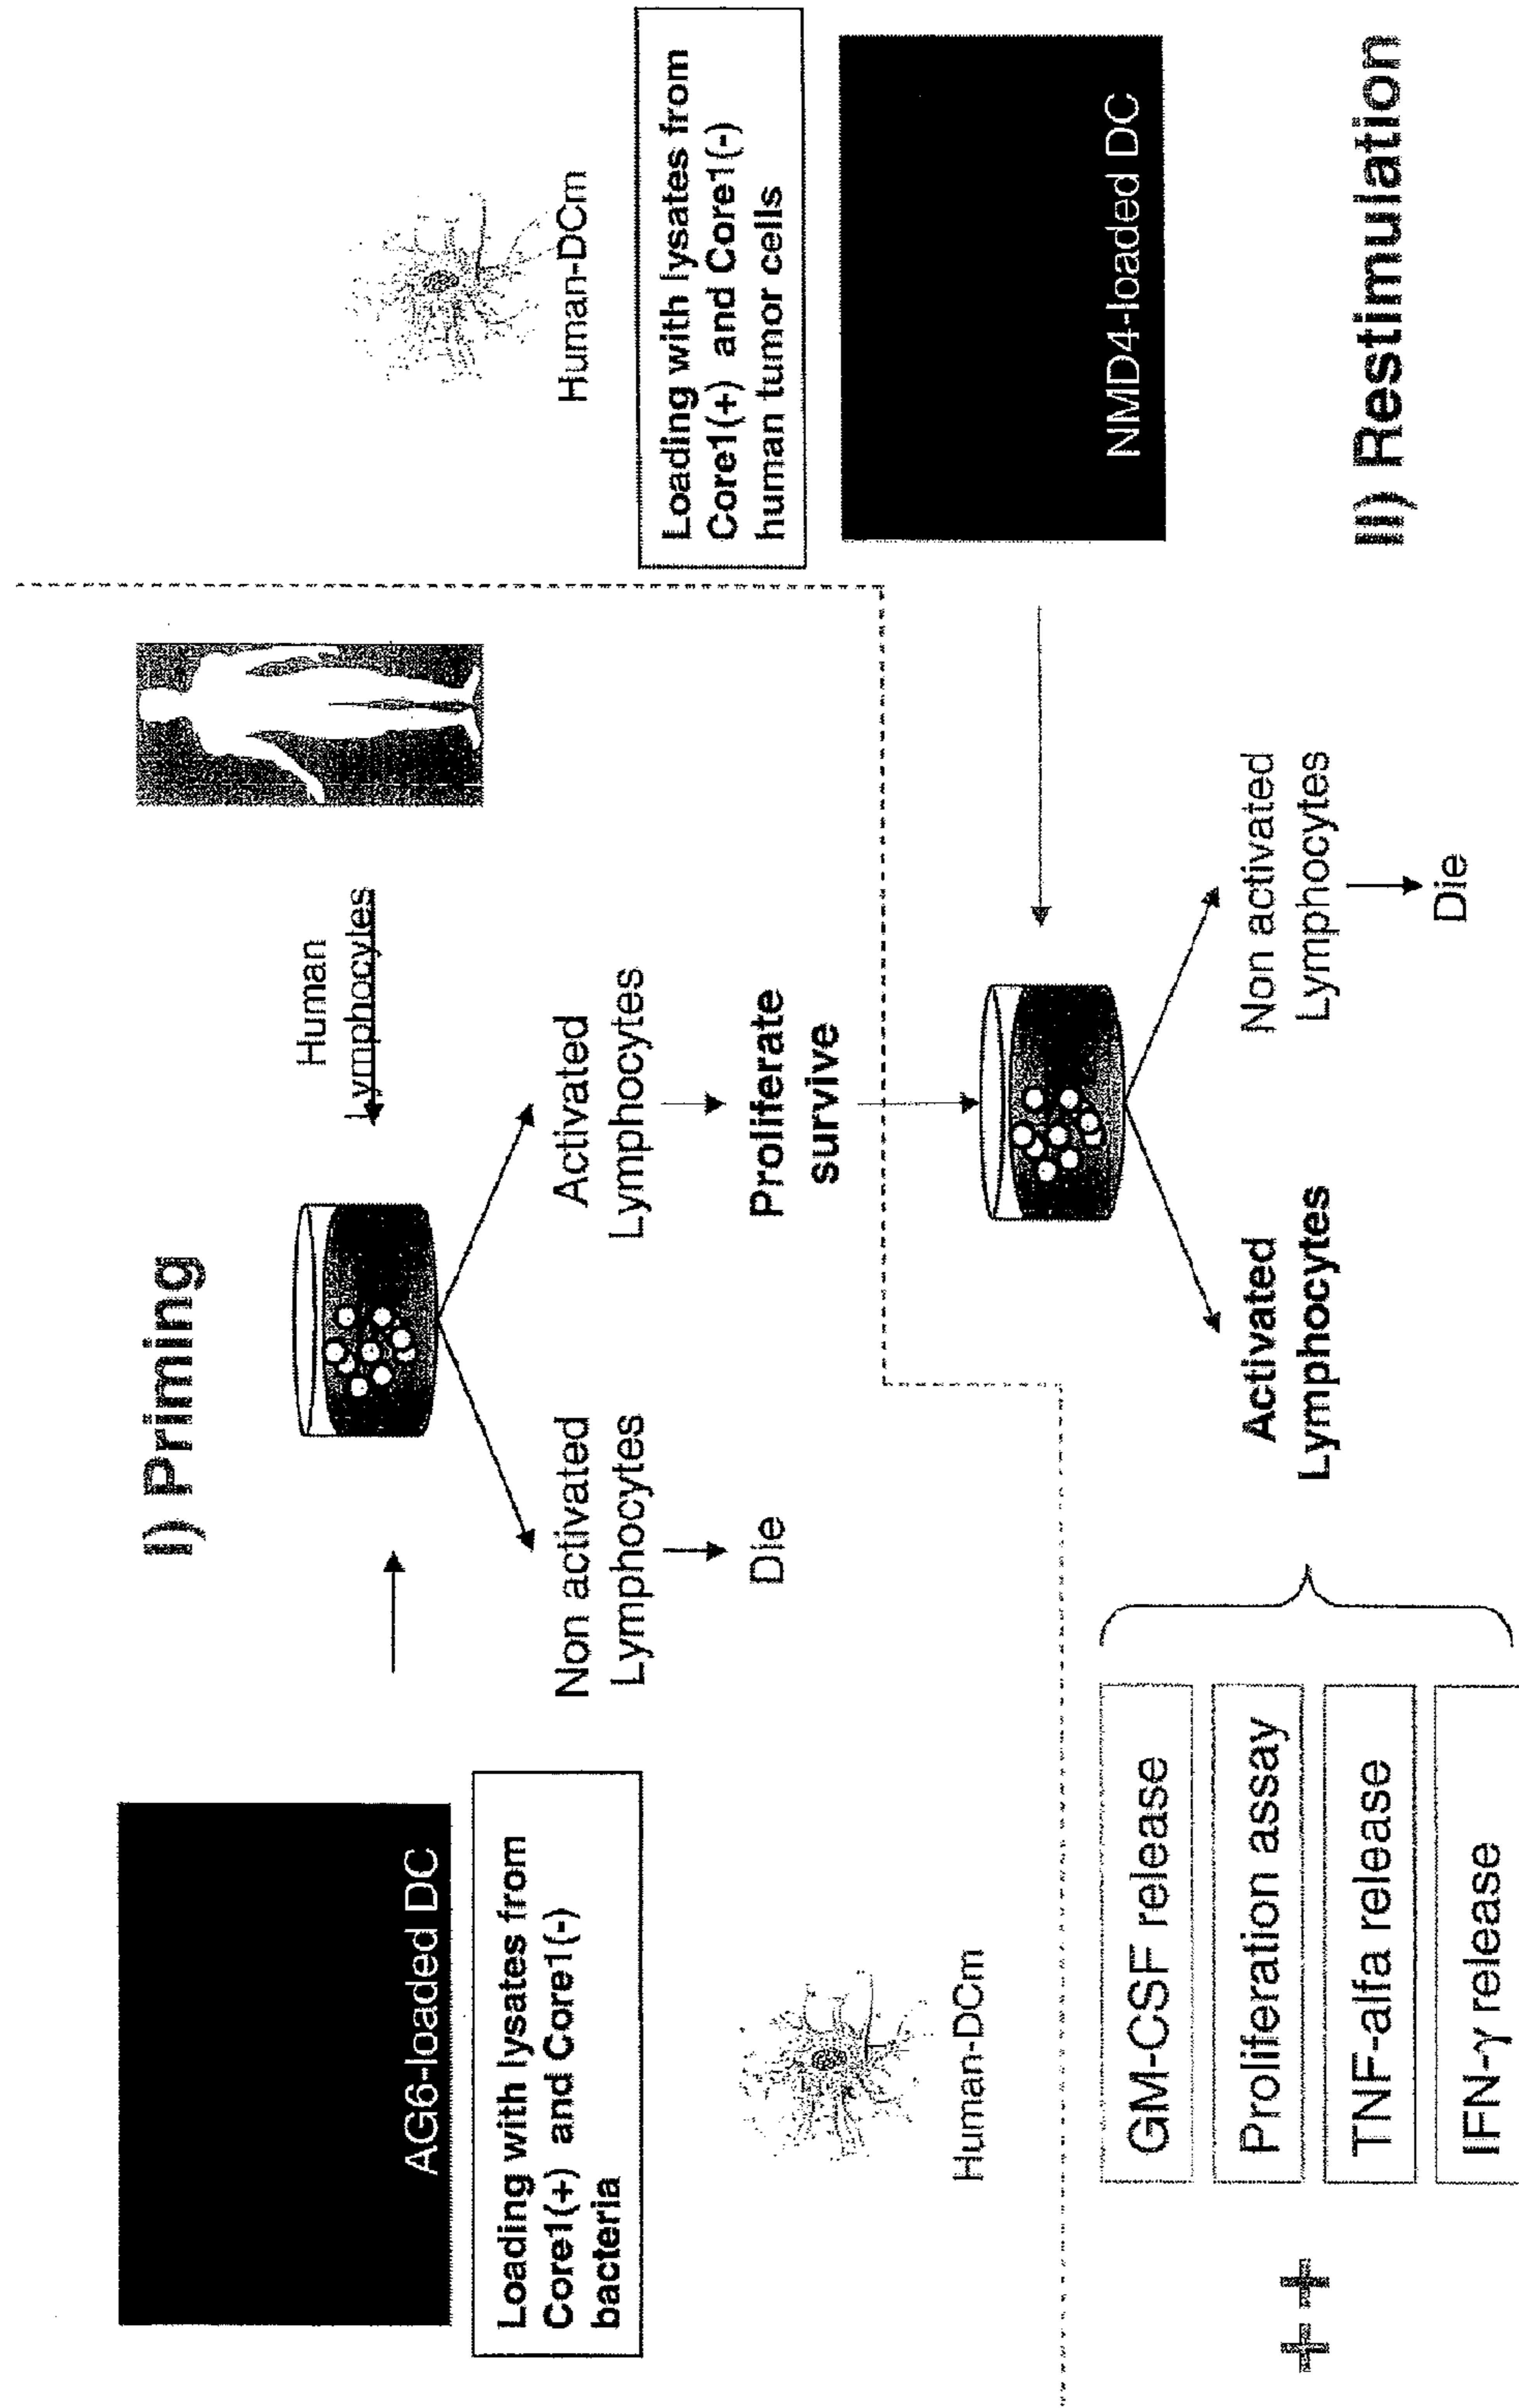 I) Priming
AG6-loaded DC
Loading with lysates from
Core1(+) and Core1(-)
bacteria
Human-DCm
Human
Lymphocytes
Non activated
Lymphocytes
Die
Activated
Lymphocytes
Proliferate
survive
Human-DCm
Loading with lysates from
Core1(+) and Core1(-)
human tumor cells
NMD4-loaded DC
II) Restimulation
Activated
Lymphocytes
Non activated
Lymphocytes
Die
++
GM-CSF release
Proliferation assay
TNF-alfa release
IFN-γ release